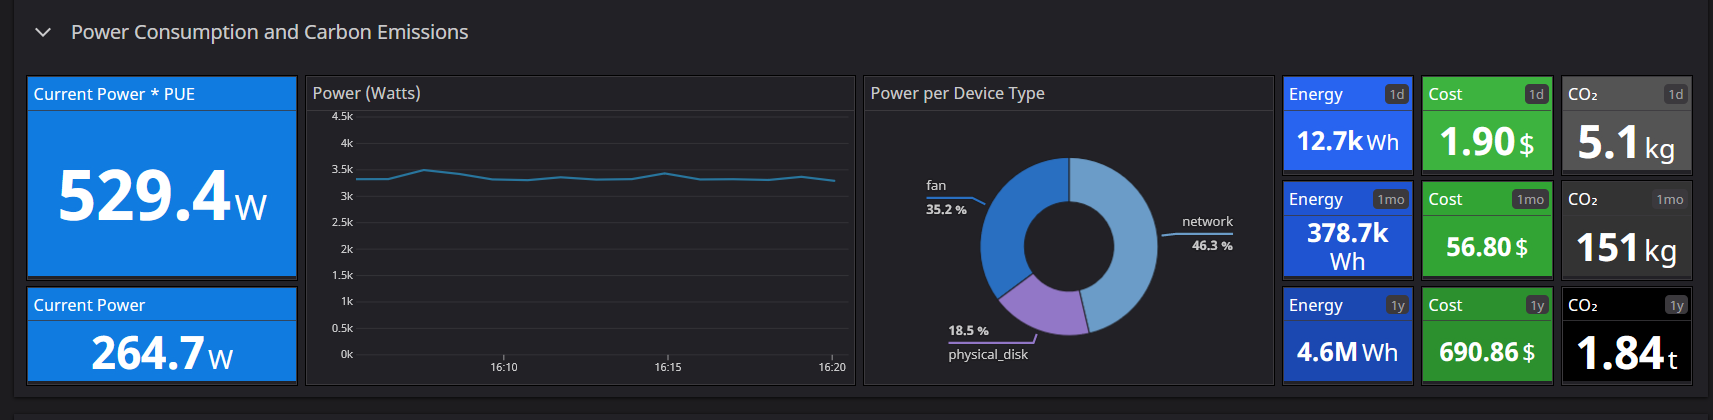 Power Consumption and Carbon Emissions
Current Power * PUE
529.4 W
Current Power
264.7 W
Power (Watts)
4.5k
4k
3.5k
3k
2.5k
2k
1.5k
1k
0.5k
0k
16:10
16:15
16:20
Power per Device Type
fan
35.2 %
network
46.3 %
18.5 %
physical_disk
Energy 1d
12.7k Wh
Cost 1d
1.90 $
CO₂ 1d
5.1 kg
Energy 1mo
378.7k
Wh
Cost 1mo
56.80 $
CO₂ 1mo
151 kg
Energy 1y
4.6M Wh
Cost 1y
690.86 $
CO₂ 1y
1.84 t